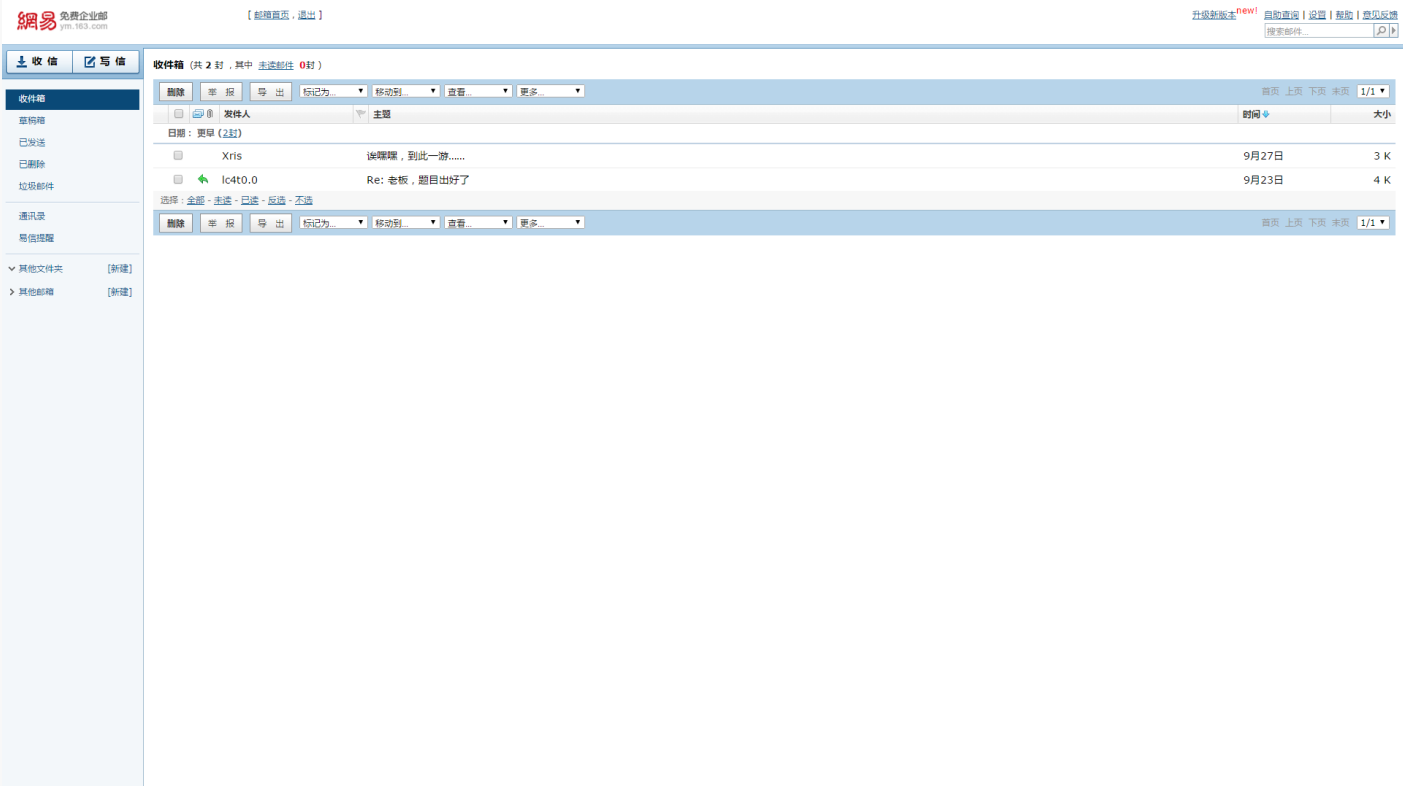 網易 免费企业邮
ym.163.com
[ 邮箱首页 , 退出 ]
升级新版本new! 自助查询 | 设置 | 帮助 | 意见反馈
搜索邮件...
收 信 写 信
收件箱
草稿箱
已发送
已删除
垃圾邮件
通讯录
易信提醒
其他文件夹 [新建]
其他邮箱 [新建]
收件箱 (共 2 封 ，其中 未读邮件 0封 )
删除 举 报 导 出 标记为... 移动到... 查看... 更多... 首页 上页 下页 末页 1/1
发件人 主题 时间 大小
日期： 更早 (2封)
Xris 诶嘿嘿，到此一游...... 9月27日 3 K
lc4t0.0 Re: 老板，题目出好了 9月23日 4 K
选择：全部 - 未读 - 已读 - 反选 - 不选
删除 举 报 导 出 标记为... 移动到... 查看... 更多... 首页 上页 下页 末页 1/1